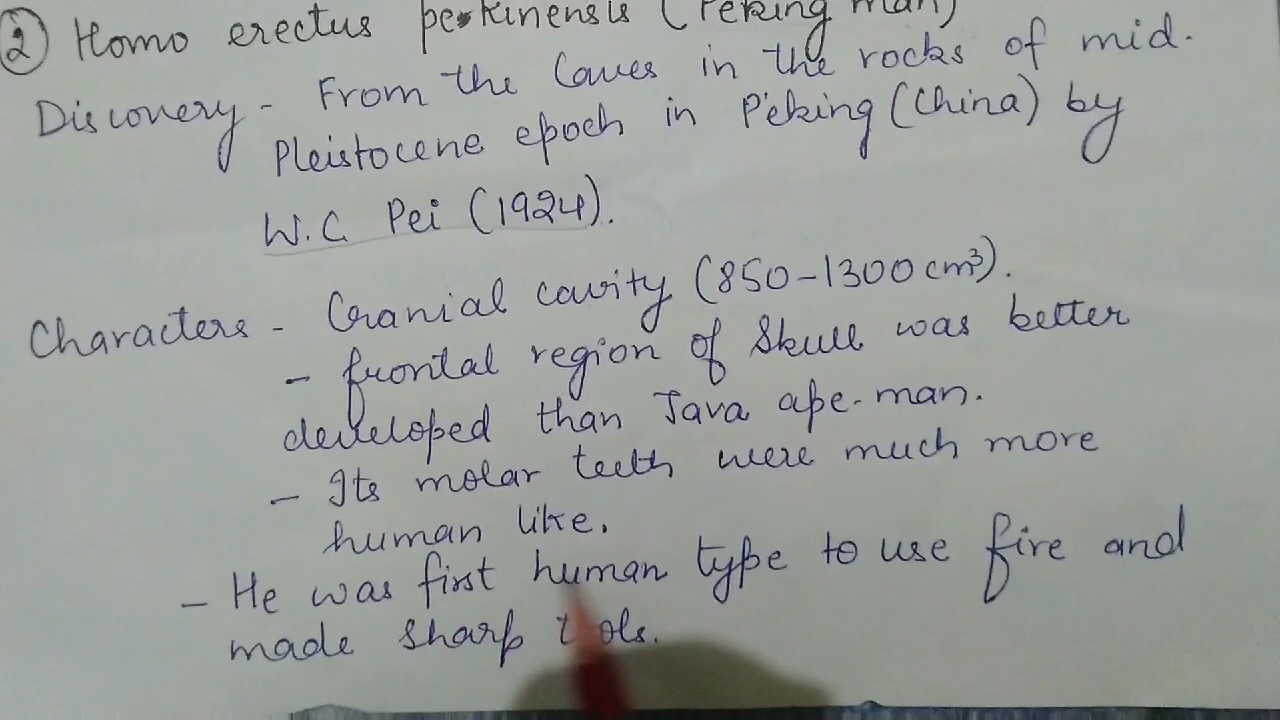 ② Homo erectus pekinensis (Peking man)
Discovery - From the Caves in the rocks of mid.
Pleistocene epoch in Peking (China) by
W.C. Pei (1924).
Characters - Cranial cavity (850-1300 cm³).
- frontal region of Skull was better
developed than Java ape-man.
- Its molar teeth were much more
human like.
- He was first human type to use fire and
made sharp tools.